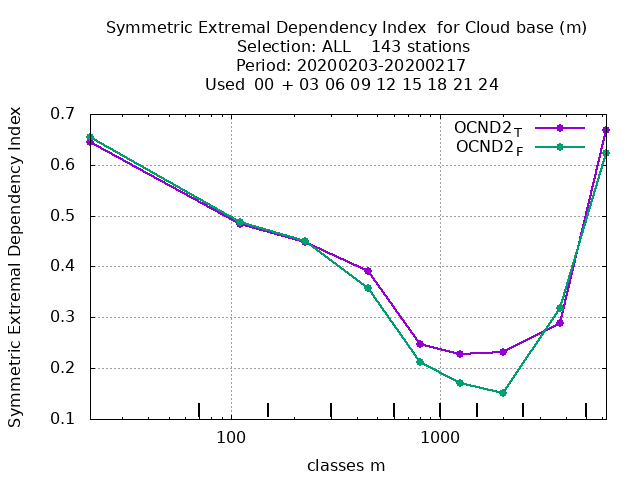 Symmetric Extremal Dependency Index for Cloud base (m)
Selection: ALL 143 stations
Period: 20200203-20200217
Used 00 + 03 06 09 12 15 18 21 24
Symmetric Extremal Dependency Index
0.7
0.6
0.5
0.4
0.3
0.2
0.1
OCND2T
OCND2F
100 1000
classes m